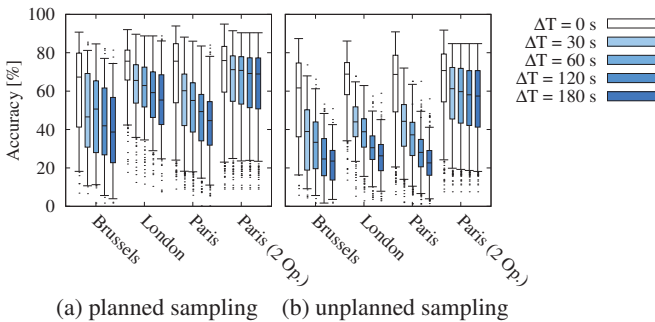 Accuracy [%]
100
80
60
40
20
0
Brussels
London
Paris
Paris (2 Op.)
Brussels
London
Paris
Paris (2 Op.)
(a) planned sampling
(b) unplanned sampling
ΔT = 0 s
ΔT = 30 s
ΔT = 60 s
ΔT = 120 s
ΔT = 180 s